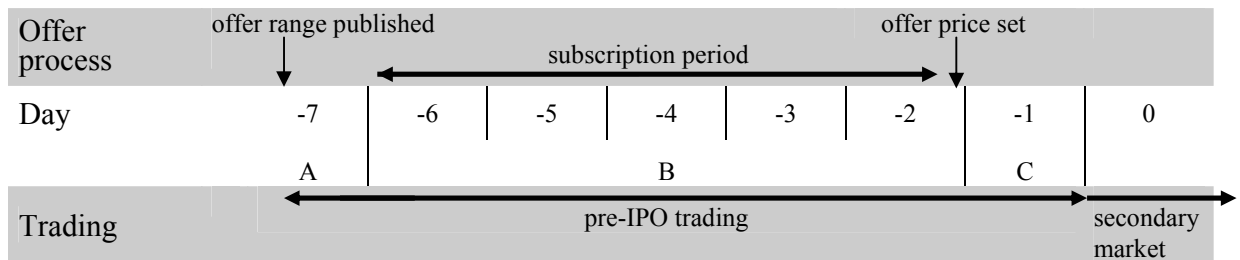 Offer process
offer range published
offer price set
subscription period
Day
-7
-6
-5
-4
-3
-2
-1
0
A
B
C
Trading
pre-IPO trading
secondary market